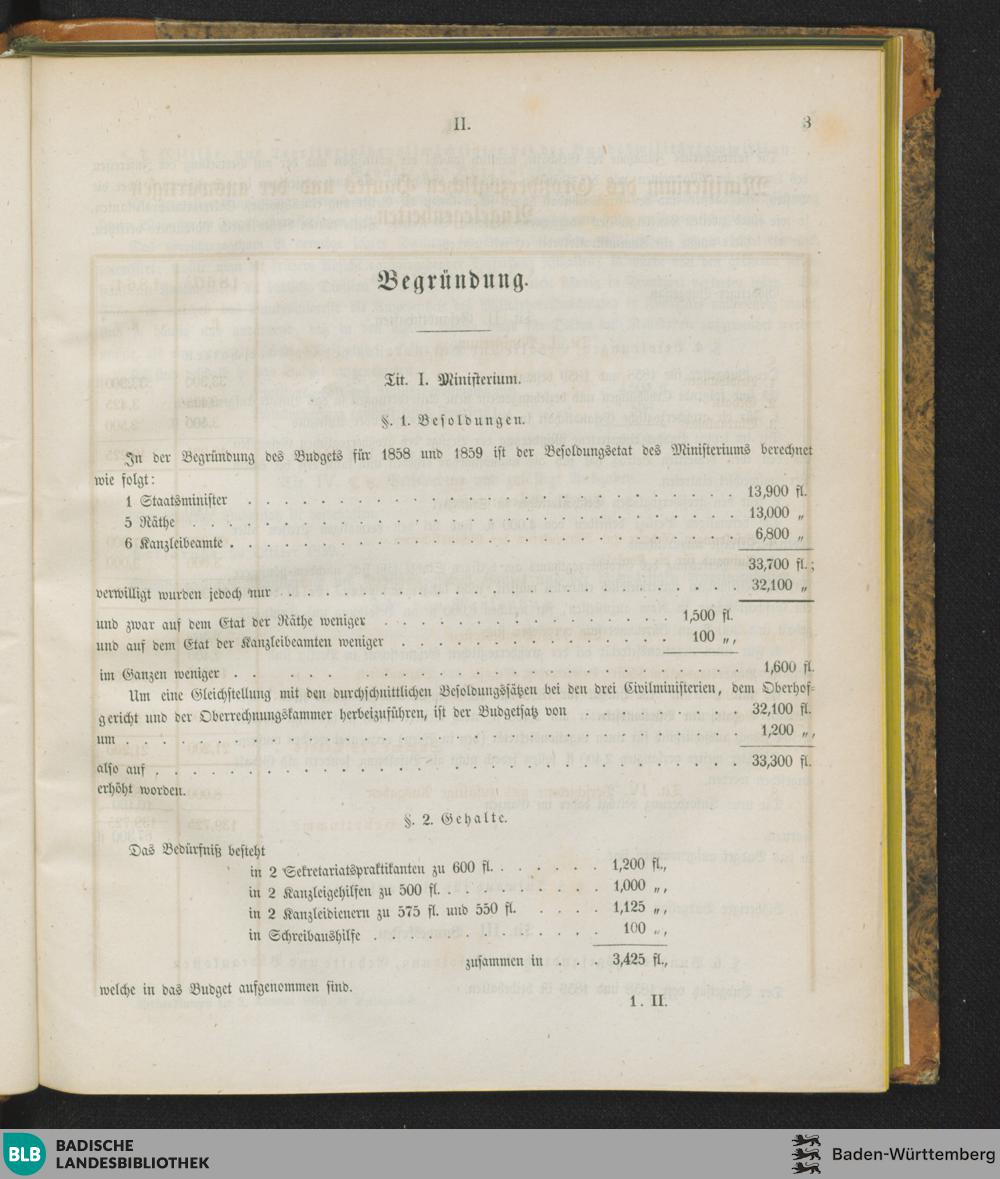 II.
3
Begründung.
Tit. I. Ministerium.
§. 1. Besoldungen.
In der Begründung des Budgets für 1858 und 1859 ist der Besoldungsetat des Ministeriums berechnet
wie folgt:
1 Staatsminister . . . . . . . . . . 13,900 fl.
5 Räthe . . . . . . . . . . 13,000 „
6 Kanzleibeamte . . . . . . . . . . 6,800 „
33,700 fl.;
verwilligt wurden jedoch nur . . . . . . . . . . 32,100 „
und zwar auf dem Etat der Räthe weniger . . . . . . . . . . 1,500 fl.
und auf dem Etat der Kanzleibeamten weniger . . . . . . . . . . 100 „,
im Ganzen weniger . . . . . . . . . . 1,600 fl.
Um eine Gleichstellung mit den durchschnittlichen Besoldungssätzen bei den drei Civilministerien, dem Oberhof=
gericht und der Oberrechnungskammer herbeizuführen, ist der Budgetsatz von . . . . . . . . . . 32,100 fl.
um . . . . . . . . . . 1,200 „,
also auf . . . . . . . . . . 33,300 fl.
erhöht worden.
§. 2. Gehalte.
Das Bedürfniß besteht
in 2 Sekretariatspraktikanten zu 600 fl. . . . . . . 1,200 fl.,
in 2 Kanzleigehilfen zu 500 fl. . . . . . . . . 1,000 „,
in 2 Kanzleidienern zu 575 fl. und 550 fl. . . . . 1,125 „,
in Schreibaushilfe . . . . . . . . . . 100 „,
zusammen in . . . 3,425 fl.,
welche in das Budget aufgenommen sind.
1. II.
BLB BADISCHE
LANDESBIBLIOTHEK
Baden-Württemberg